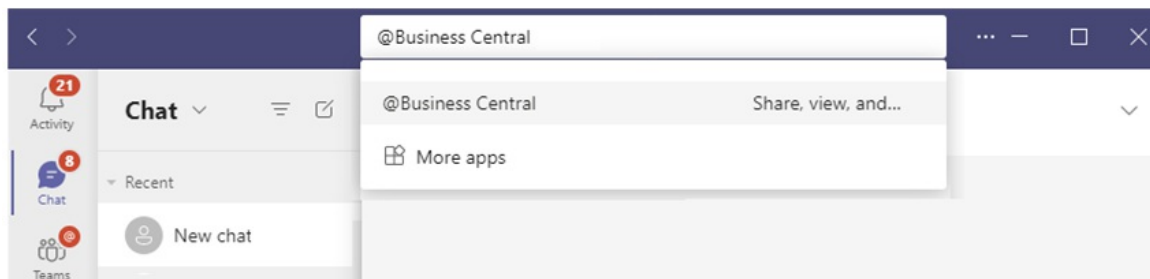 @Business Central
21
Activity
Chat
@Business Central
Share, view, and...
8
Chat
More apps
Recent
New chat
@
Teams